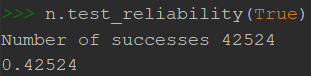 >>> n.test_reliability(True)
Number of successes 42524
0.42524